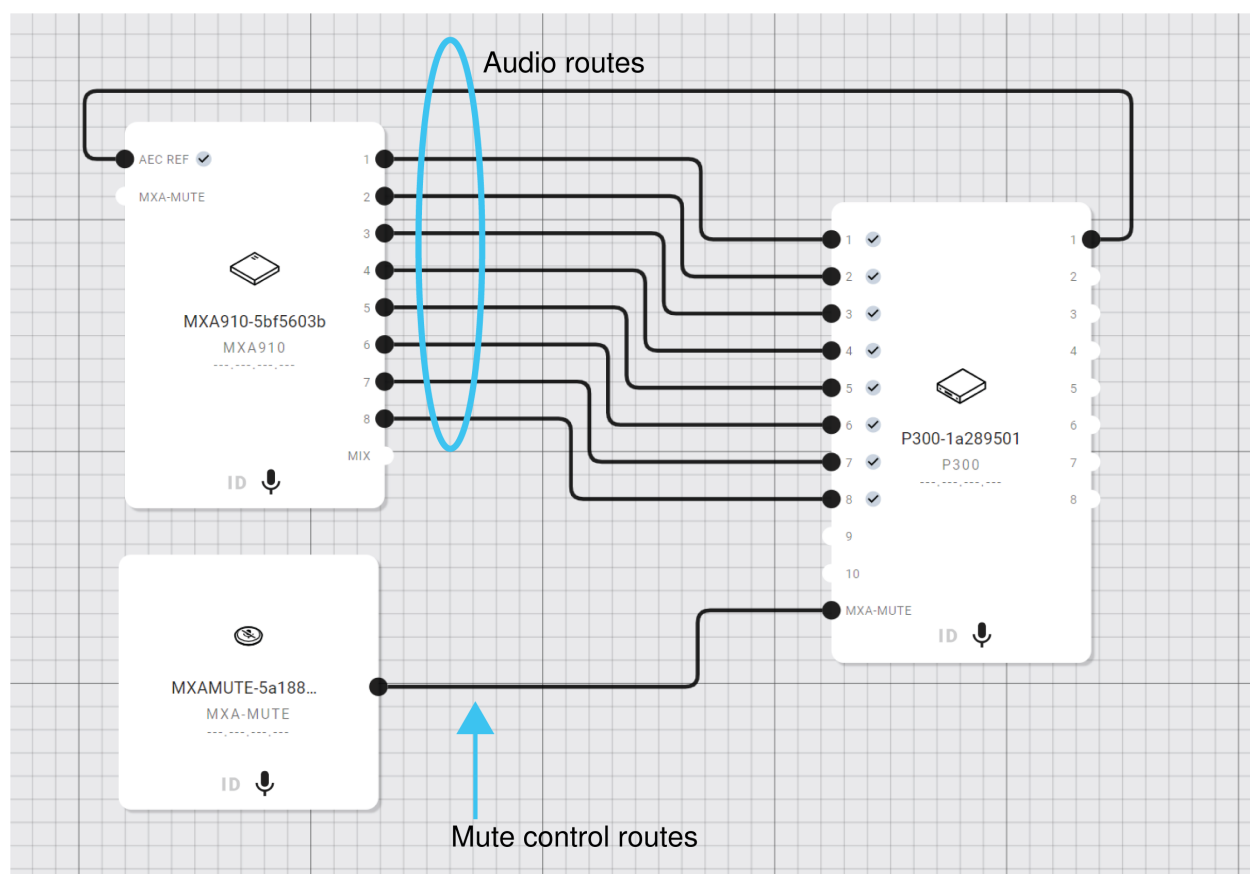 Audio routes
AEC REF
MXA-MUTE
1
2
3
4
5
6
7
8
MIX
MXA910-5bf5603b
MXA910
---.---.---.---
ID
1
2
3
4
5
6
7
8
9
10
MXA-MUTE
1
2
3
4
5
6
7
8
P300-1a289501
P300
---.---.---.---
ID
MXAMUTE-5a188...
MXA-MUTE
---.---.---.---
ID
Mute control routes